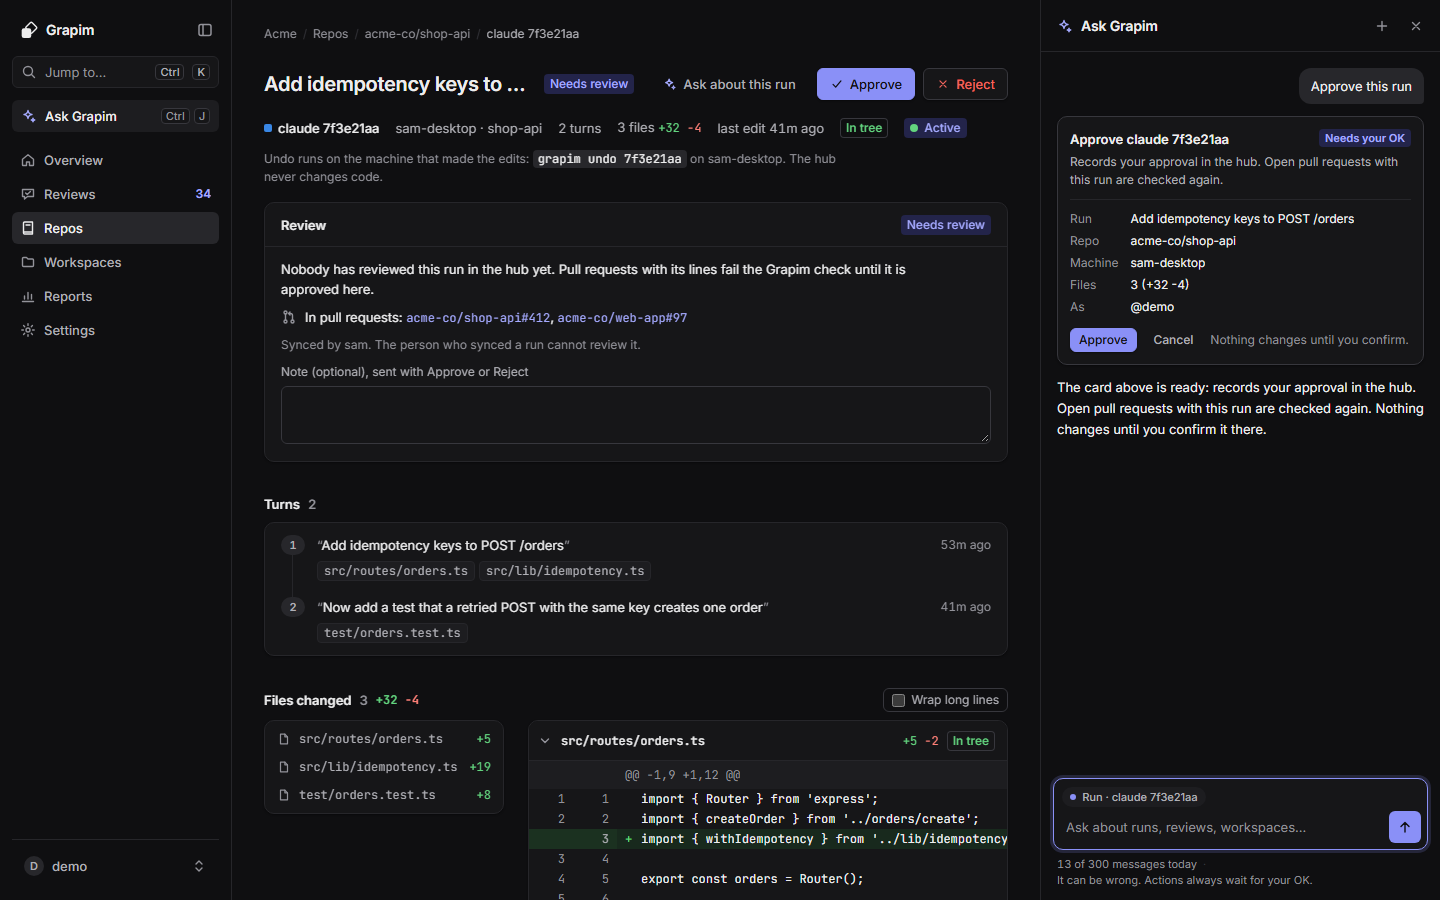 Grapim
Jump to... Ctrl K
Ask Grapim Ctrl J
Overview
Reviews 34
Repos
Workspaces
Reports
Settings
D demo
Acme / Repos / acme-co/shop-api / claude 7f3e21aa
Add idempotency keys to ... Needs review Ask about this run Approve Reject
claude 7f3e21aa sam-desktop · shop-api 2 turns 3 files +32 -4 last edit 41m ago In tree Active
Undo runs on the machine that made the edits: grapim undo 7f3e21aa on sam-desktop. The hub
never changes code.
Review Needs review
Nobody has reviewed this run in the hub yet. Pull requests with its lines fail the Grapim check until it is
approved here.
In pull requests: acme-co/shop-api#412, acme-co/web-app#97
Synced by sam. The person who synced a run cannot review it.
Note (optional), sent with Approve or Reject
Turns 2
1 “Add idempotency keys to POST /orders” 53m ago
src/routes/orders.ts src/lib/idempotency.ts
2 “Now add a test that a retried POST with the same key creates one order” 41m ago
test/orders.test.ts
Files changed 3 +32 -4 Wrap long lines
src/routes/orders.ts +5
src/lib/idempotency.ts +19
test/orders.test.ts +8
src/routes/orders.ts +5 -2 In tree
@@ -1,9 +1,12 @@
1 1 import { Router } from 'express';
2 2 import { createOrder } from '../orders/create';
3 + import { withIdempotency } from '../lib/idempotency
3 4
4 5 export const orders = Router();
5 6
Ask Grapim
Approve this run
Approve claude 7f3e21aa Needs your OK
Records your approval in the hub. Open pull requests with
this run are checked again.
Run Add idempotency keys to POST /orders
Repo acme-co/shop-api
Machine sam-desktop
Files 3 (+32 -4)
As @demo
Approve Cancel Nothing changes until you confirm.
The card above is ready: records your approval in the hub.
Open pull requests with this run are checked again. Nothing
changes until you confirm it there.
Run · claude 7f3e21aa
Ask about runs, reviews, workspaces...
13 of 300 messages today ·
It can be wrong. Actions always wait for your OK.